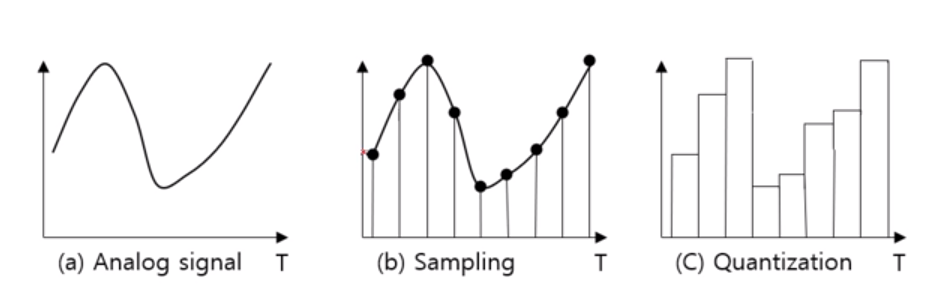 (a) Analog signal T
(b) Sampling T
(C) Quantization T